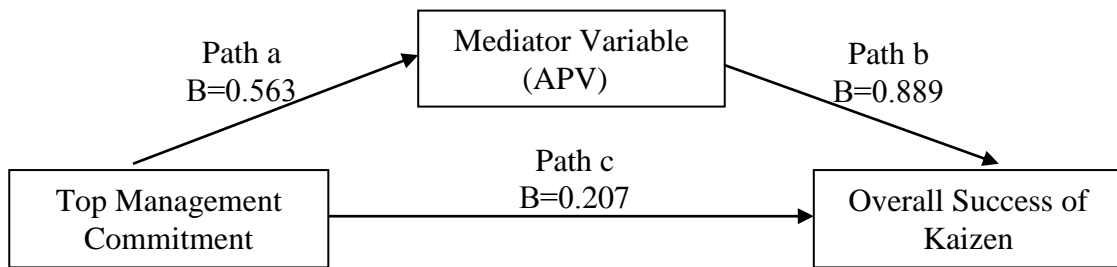 Mediator Variable
(APV)
Path a
B=0.563
Path b
B=0.889
Path c
B=0.207
Top Management
Commitment
Overall Success of
Kaizen